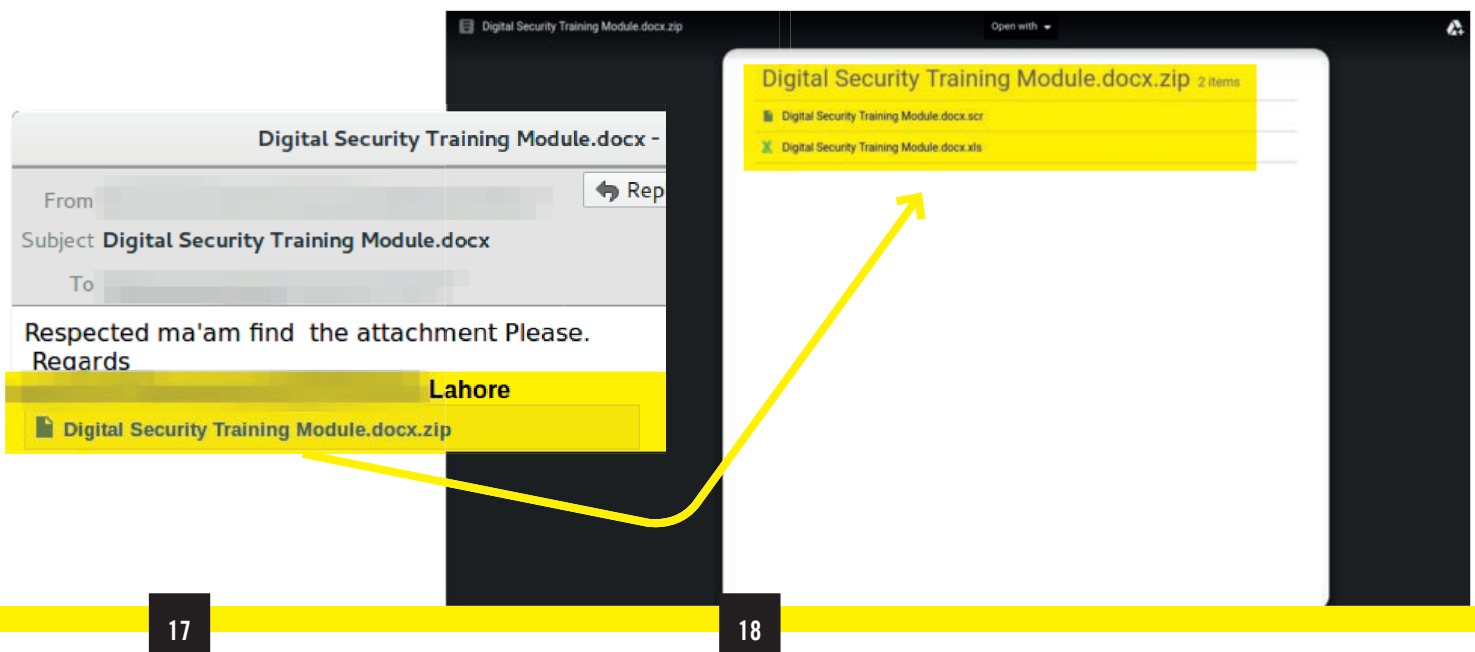 Digital Security Training Module.docx -
From
Rep
Subject Digital Security Training Module.docx
To
Respected ma'am find  the attachment Please.
Regards
Lahore
Digital Security Training Module.docx.zip
17
Digital Security Training Module.docx.zip
Open with
Digital Security Training Module.docx.zip 2 items
Digital Security Training Module.docx.scr
Digital Security Training Module.docx.xls
18